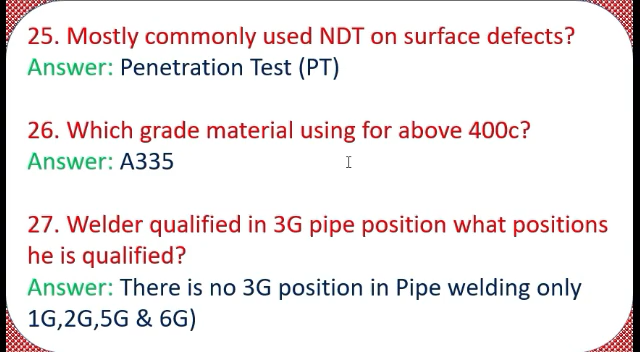 25. Mostly commonly used NDT on surface defects?
Answer: Penetration Test (PT)
26. Which grade material using for above 400c?
Answer: A335
27. Welder qualified in 3G pipe position what positions
he is qualified?
Answer: There is no 3G position in Pipe welding only
1G,2G,5G & 6G)